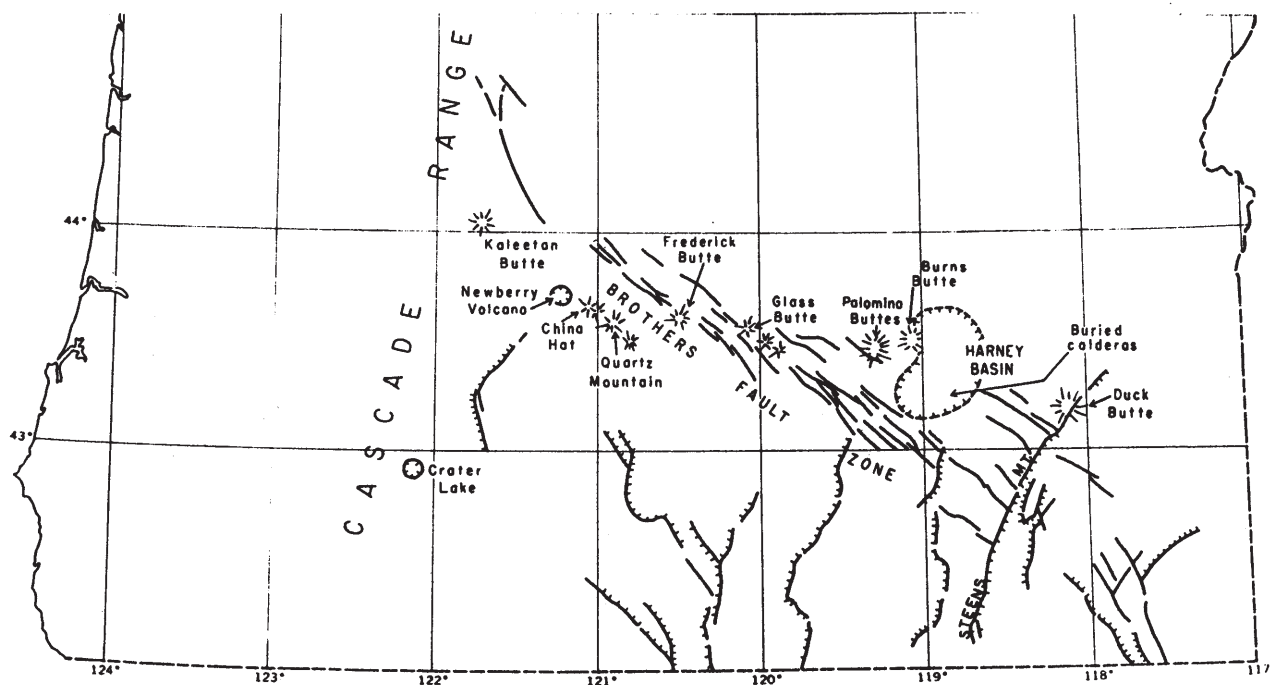 CASCADE RANGE
44°
Kaleetan
Butte
Newberry
Volcano
China
Hat
Quartz
Mountain
Frederick
Butte
BROTHERS
FAULT
ZONE
Glass
Butte
Palomino
Buttes
Burns
Butte
HARNEY
BASIN
Buried
calderas
Duck
Butte
43°
Crater
Lake
STEENS MT.
124°
123°
122°
121°
120°
119°
118°
117